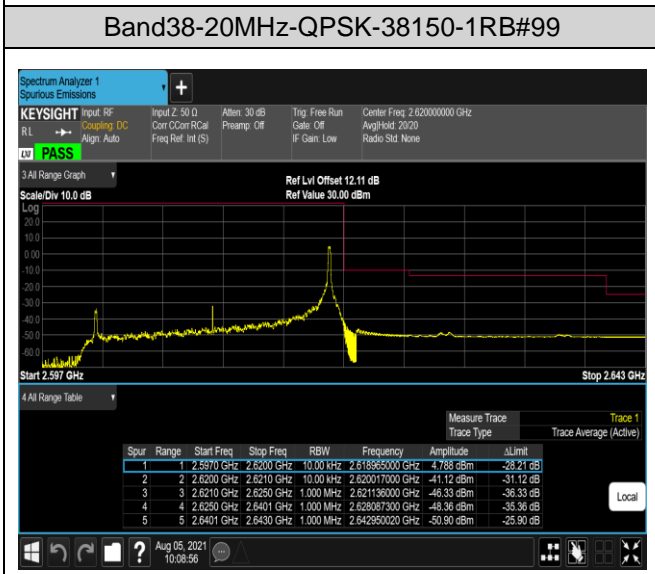 Band38-20MHz-QPSK-38150-1RB#99
Spectrum Analyzer 1
Spurious Emissions
+
KEYSIGHT Input: RF Input Z: 50 Ω Atten: 30 dB Trig: Free Run Center Freq: 2.620000000 GHz
RL Coupling: DC Corr CCorr RCal Preamp: Off Gate: Off Avg|Hold: 20/20
Align: Auto Freq Ref: Int (S) IF Gain: Low Radio Std: None
LXI PASS
3 All Range Graph
Ref Lvl Offset 12.11 dB
Scale/Div 10.0 dB Ref Value 30.00 dBm
Log
20.0
10.0
0.00
-10.0
-20.0
-30.0
-40.0
-50.0
-60.0
Start 2.597 GHz Stop 2.643 GHz
4 All Range Table
Measure Trace Trace 1
Trace Type Trace Average (Active)
Spur Range Start Freq Stop Freq RBW Frequency Amplitude ΔLimit
1 1 2.5970 GHz 2.6200 GHz 10.00 kHz 2.618965000 GHz 4.788 dBm -28.21 dB
2 2 2.6200 GHz 2.6210 GHz 10.00 kHz 2.620017000 GHz -41.12 dBm -31.12 dB
3 3 2.6210 GHz 2.6250 GHz 1.000 MHz 2.621136000 GHz -46.33 dBm -36.33 dB
4 4 2.6250 GHz 2.6401 GHz 1.000 MHz 2.628087300 GHz -48.36 dBm -35.36 dB
5 5 2.6401 GHz 2.6430 GHz 1.000 MHz 2.642950020 GHz -50.90 dBm -25.90 dB
Local
? Aug 05, 2021
10:08:56